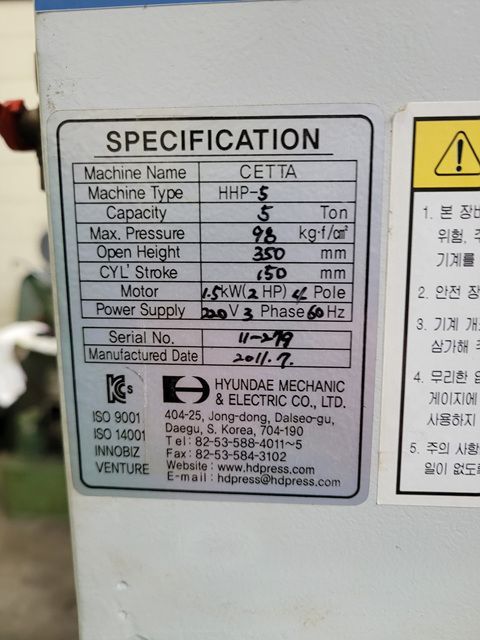 SPECIFICATION
Machine Name CETTA
Machine Type HHP-5
Capacity 5 Ton
Max. Pressure 98 kg·f/㎠
Open Height 350 mm
CYL' Stroke 150 mm
Motor 1.5kW(2 HP) 4 Pole
Power Supply 220V 3 Phase 60Hz
Serial No. 11-279
Manufactured Date 2011.7.
HYUNDAE MECHANIC
& ELECTRIC CO., LTD.
ISO 9001
ISO 14001
INNOBIZ
VENTURE
404-25, Jong-dong, Dalseo-gu,
Daegu, S. Korea, 704-190
Tel: 82-53-588-4011~5
Fax: 82-53-584-3102
Website : www.hdpress.com
E-mail : hdpress@hdpress.com
1. 본 장비
위험, 주
기계를
2. 안전 장
3. 기계 개
삼가해
4. 무리한
게이지에
사용하지
5. 주의 사항
일이 없도록